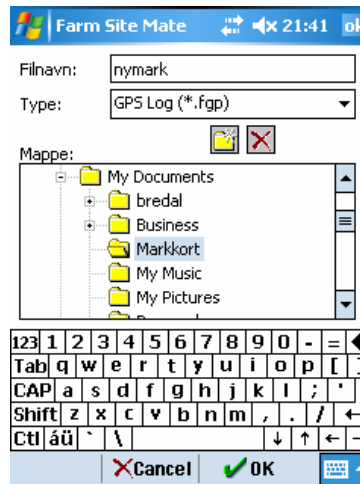 Farm Site Mate 21:41 ok
Filnavn: nymark
Type: GPS Log (*.fgp)
Mappe:
My Documents
bredal
Business
Markkort
My Music
My Pictures
123 1 2 3 4 5 6 7 8 9 0 - =
Tab q w e r t y u i o p [ ]
CAP a s d f g h j k l ; '
Shift z x c v b n m , . /
Ctl áü ` \
Cancel OK